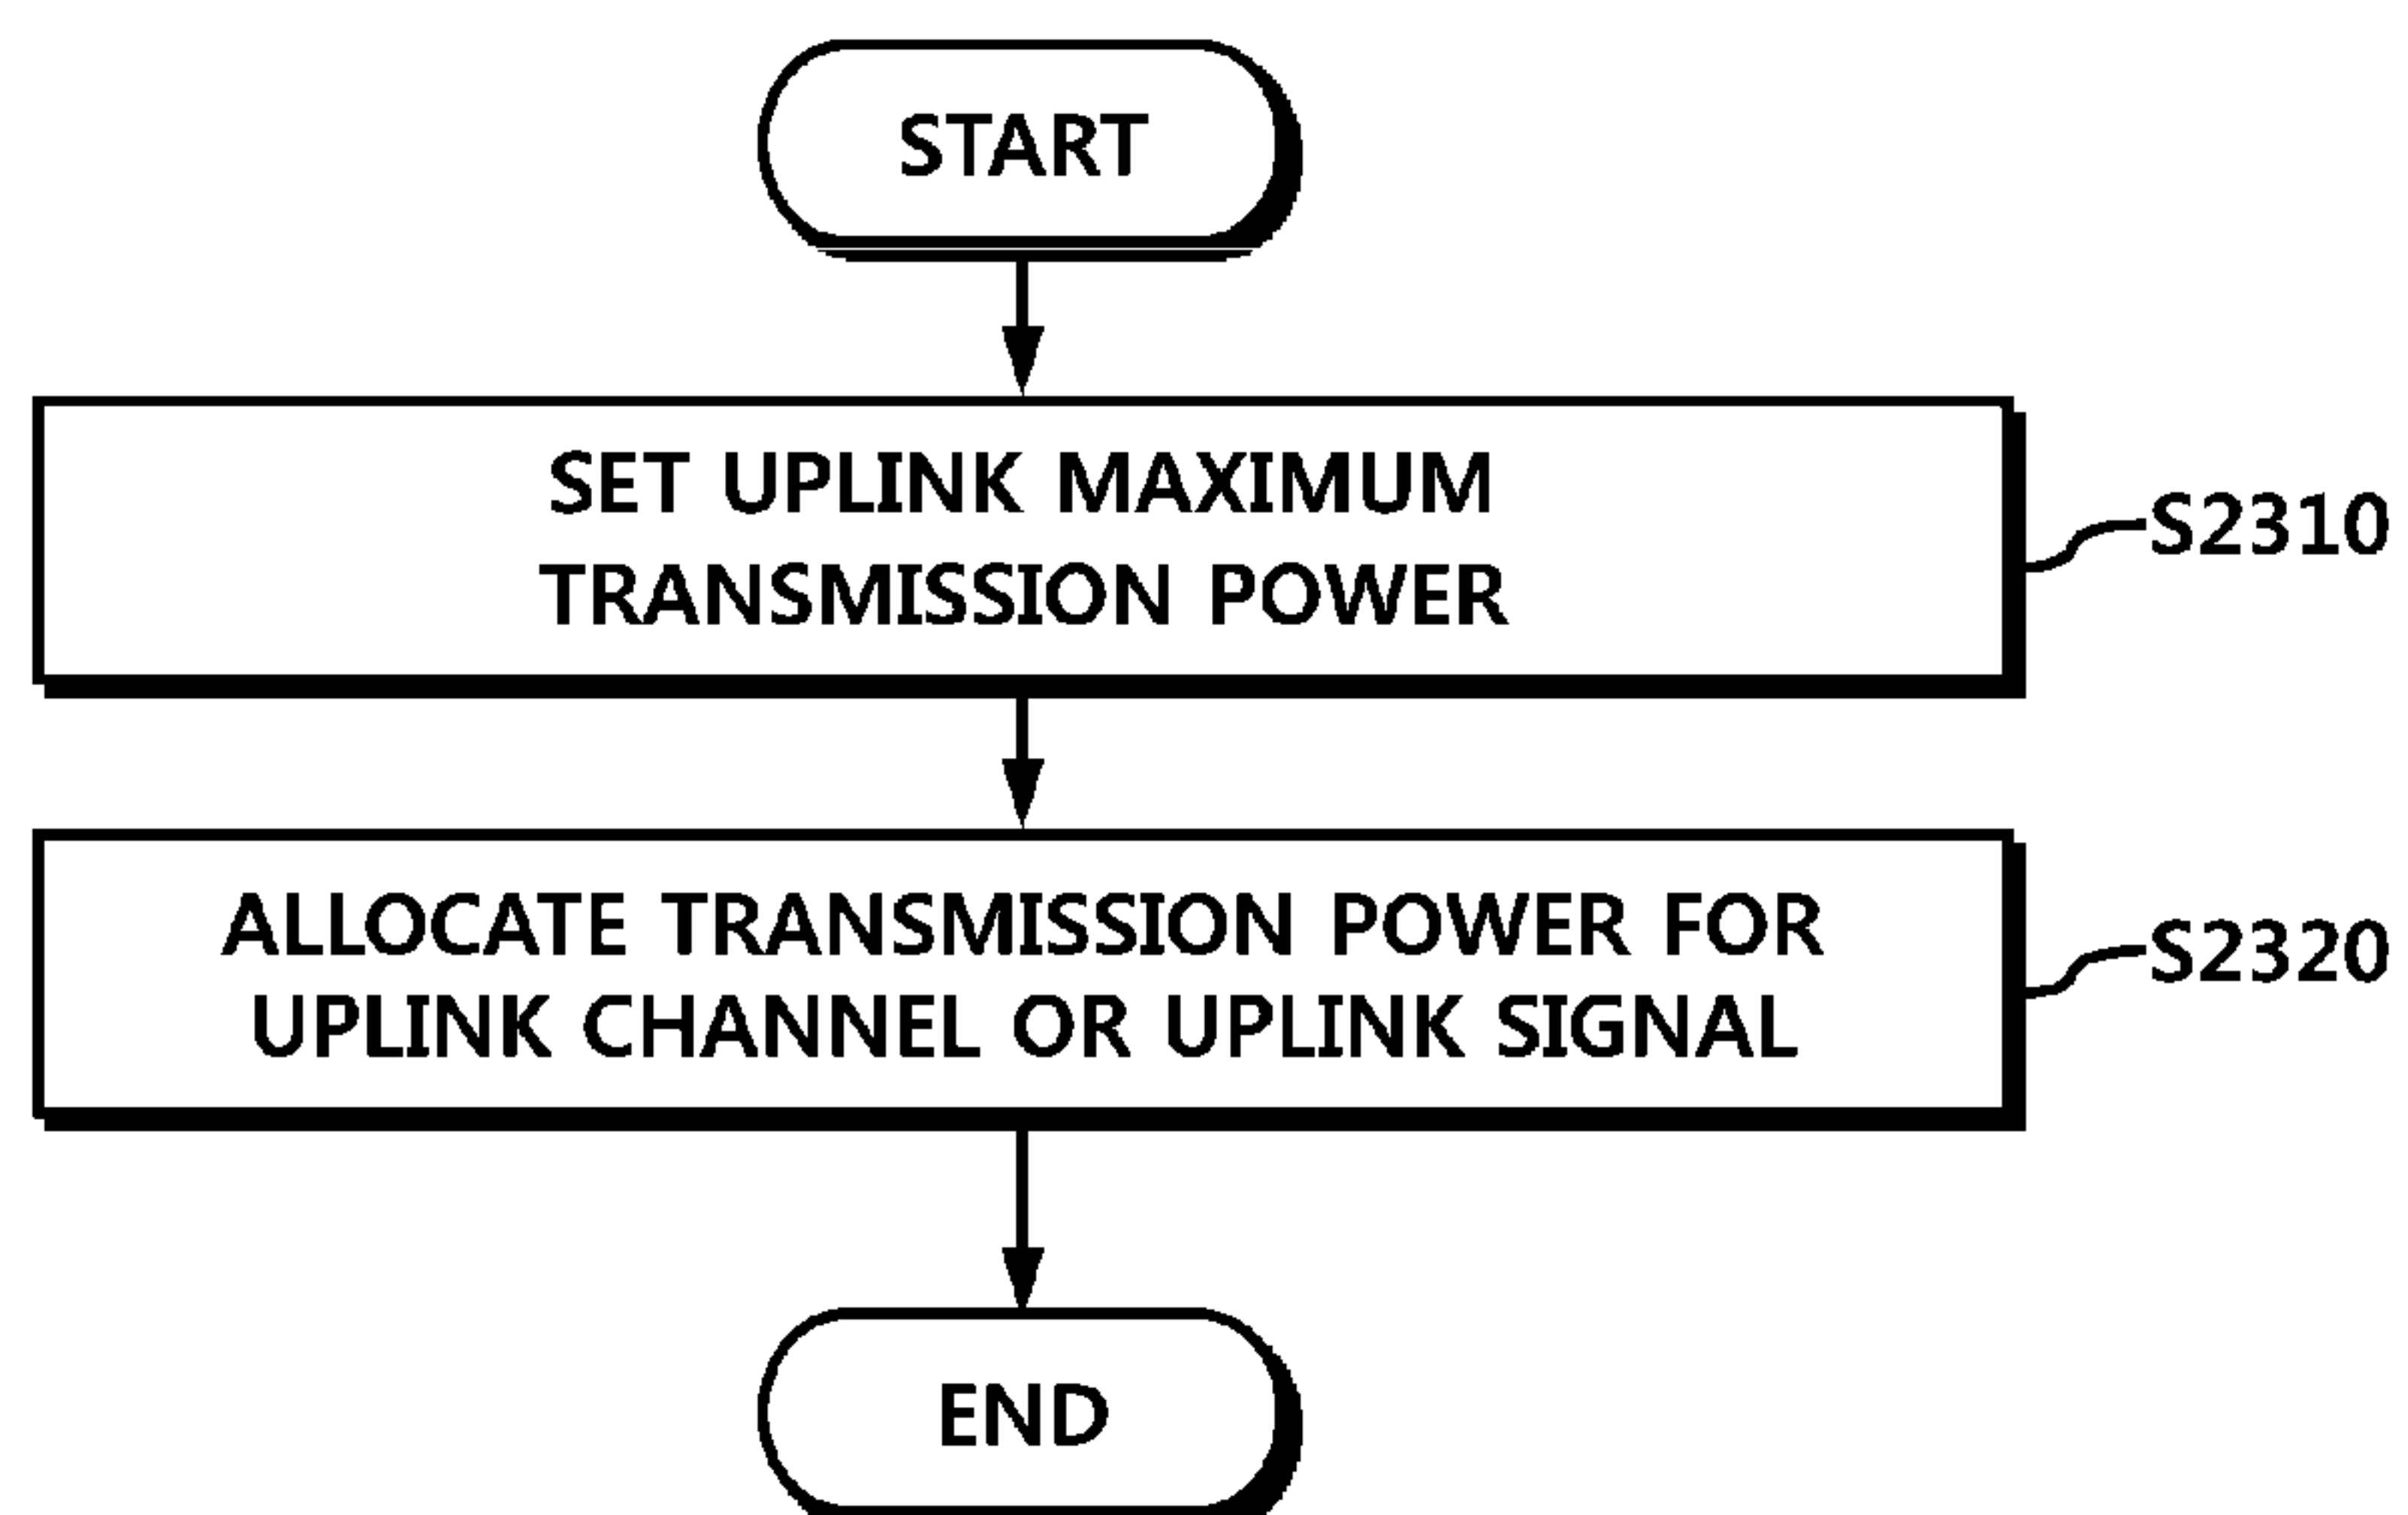 START
SET UPLINK MAXIMUM
TRANSMISSION POWER
S2310
ALLOCATE TRANSMISSION POWER FOR
UPLINK CHANNEL OR UPLINK SIGNAL
S2320
END